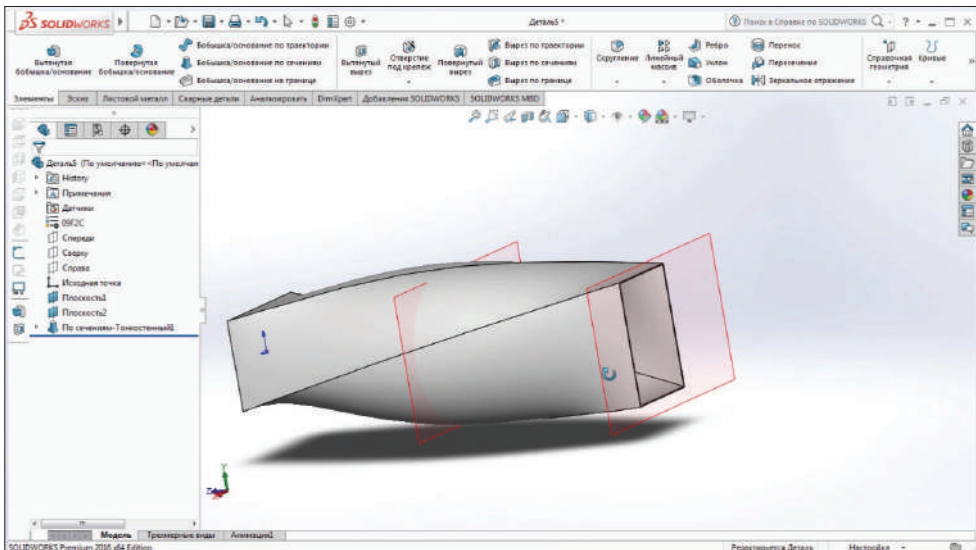 SOLIDWORKS
Деталь5 *
Поиск в Справке по SOLIDWORKS
Вытянутая бобышка/основание
Повернутая бобышка/основание
Бобышка/основание по траектории
Бобышка/основание по сечениям
Бобышка/основание на границе
Вытянутый вырез
Отверстие под крепеж
Повернутый вырез
Вырез по траектории
Вырез по сечениям
Вырез по границе
Скругление
Линейный массив
Ребро
Уклон
Оболочка
Перенос
Пересечение
Зеркальное отражение
Справочная геометрия
Кривые
Элементы
Эскиз
Листовой металл
Сварные детали
Анализировать
DimXpert
Добавления SOLIDWORKS
SOLIDWORKS MBD
Деталь5 (По умолчанию<<По умолчан
History
Примечания
Датчики
09Г2С
Спереди
Сверху
Справа
Исходная точка
Плоскость1
Плоскость2
По сечениям-Тонкостенный1
Y
Z
Модель
Трехмерные виды
Анимация1
SOLIDWORKS Premium 2016 x64 Edition
Редактируется Деталь
Настройка